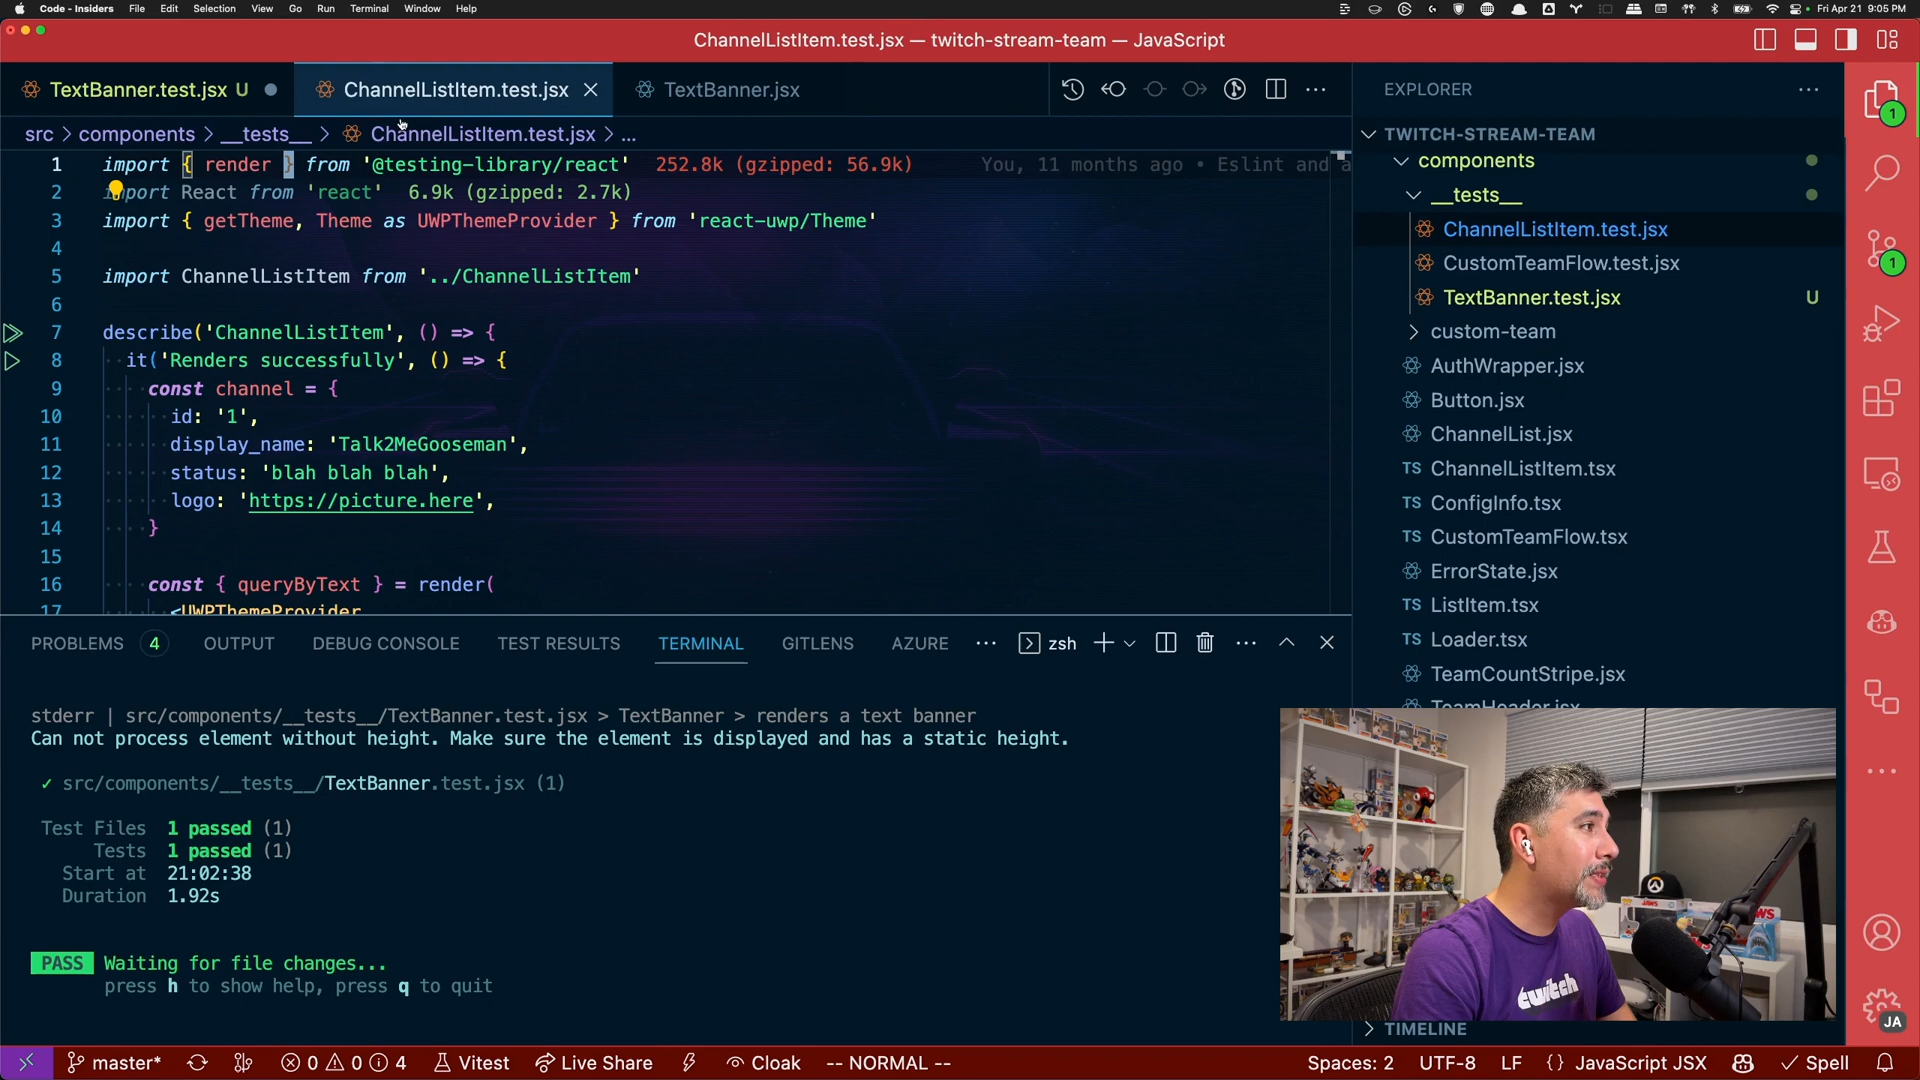 Code - Insiders File Edit Selection View Go Run Terminal Window Help
Fri Apr 21 9:05 PM
ChannelListItem.test.jsx — twitch-stream-team — JavaScript
TextBanner.test.jsx U
ChannelListItem.test.jsx
TextBanner.jsx
src > components > __tests__ > ChannelListItem.test.jsx > ...
1 import { render } from '@testing-library/react' 252.8k (gzipped: 56.9k) You, 11 months ago • Eslint and a
2 import React from 'react' 6.9k (gzipped: 2.7k)
3 import { getTheme, Theme as UWPThemeProvider } from 'react-uwp/Theme'
4
5 import ChannelListItem from '../ChannelListItem'
6
7 describe('ChannelListItem', () => {
8 it('Renders successfully', () => {
9 const channel = {
10 id: '1',
11 display_name: 'Talk2MeGooseman',
12 status: 'blah blah blah',
13 logo: 'https://picture.here',
14 }
15
16 const { queryByText } = render(
17 <UWPThemeProvider
EXPLORER
TWITCH-STREAM-TEAM
components
__tests__
ChannelListItem.test.jsx
CustomTeamFlow.test.jsx
TextBanner.test.jsx U
custom-team
AuthWrapper.jsx
Button.jsx
ChannelList.jsx
TS ChannelListItem.tsx
TS ConfigInfo.tsx
TS CustomTeamFlow.tsx
ErrorState.jsx
TS ListItem.tsx
TS Loader.tsx
TeamCountStripe.jsx
TeamHeader.jsx
TIMELINE
1
1
JA
PROBLEMS 4 OUTPUT DEBUG CONSOLE TEST RESULTS TERMINAL GITLENS AZURE ... zsh
stderr | src/components/__tests__/TextBanner.test.jsx > TextBanner > renders a text banner
Can not process element without height. Make sure the element is displayed and has a static height.
✓ src/components/__tests__/TextBanner.test.jsx (1)
Test Files 1 passed (1)
Tests 1 passed (1)
Start at 21:02:38
Duration 1.92s
PASS Waiting for file changes...
press h to show help, press q to quit
twitch
JAWS
master* 0 0 4 Vitest Live Share Cloak -- NORMAL -- Spaces: 2 UTF-8 LF {} JavaScript JSX Spell